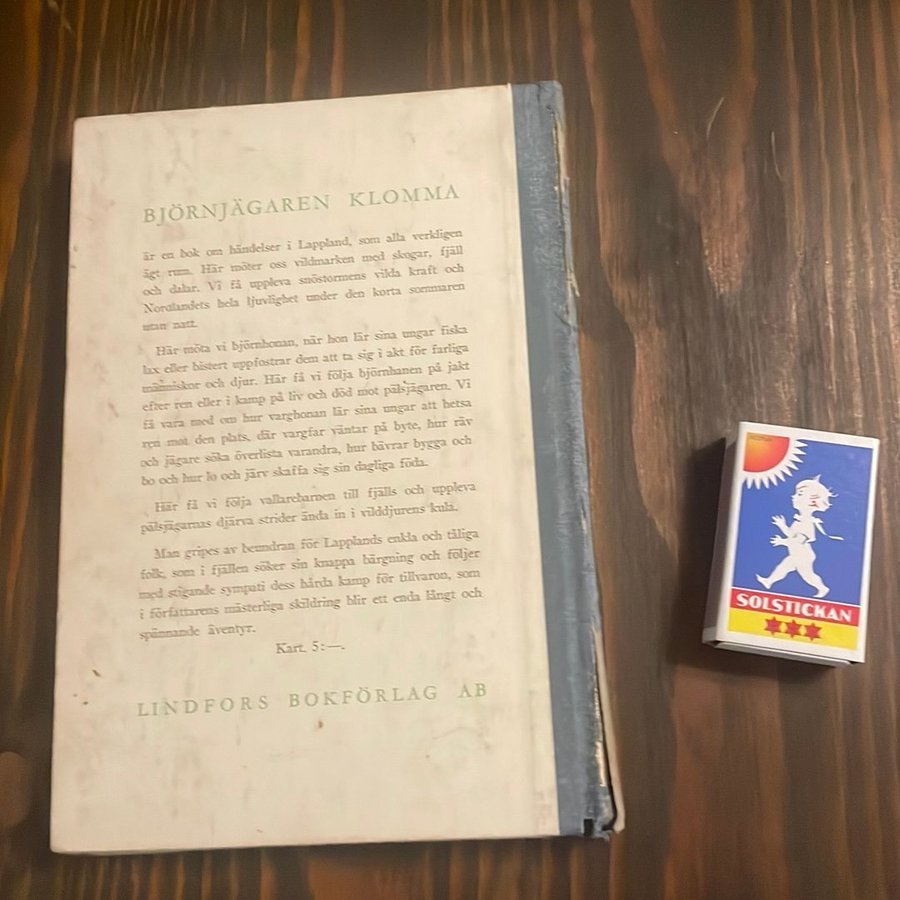 BJÖRNJÄGAREN KLOMMA
är en bok om händelser i Lappland, som alla verkligen
ägt rum. Här möter oss vildmarken med skogar, fjäll
och dalar. Vi få uppleva snöstormens vilda kraft och
Nordlandets hela ljuvlighet under den korta sommaren
utan natt.
Här möta vi björnhonan, när hon lär sina ungar fiska
lax eller bistert uppfostrar dem att ta sig i akt för farliga
människor och djur. Här få vi följa björnhanen på jakt
efter ren eller i kamp på liv och död mot pälsjägaren. Vi
få vara med om hur varghonan lär sina ungar att hetsa
ren mot den plats, där vargfar väntar på byte, hur räv
och jägare söka överlista varandra, hur bävrar bygga och
bo och hur lo och järv skaffa sig sin dagliga föda.
Här få vi följa vallarebarnen till fjälls och uppleva
pälsjägarnas djärva strider ända in i vilddjurens kula.
Man gripes av beundran för Lapplands enkla och tåliga
folk, som i fjällen söker sin knappa bärgning och följer
med stigande sympati dess hårda kamp för tillvaron, som
i författarens mästerliga skildring blir ett enda långt och
spännande äventyr.
Kart. 5:—.
LINDFORS BOKFÖRLAG AB
SOLSTICKAN